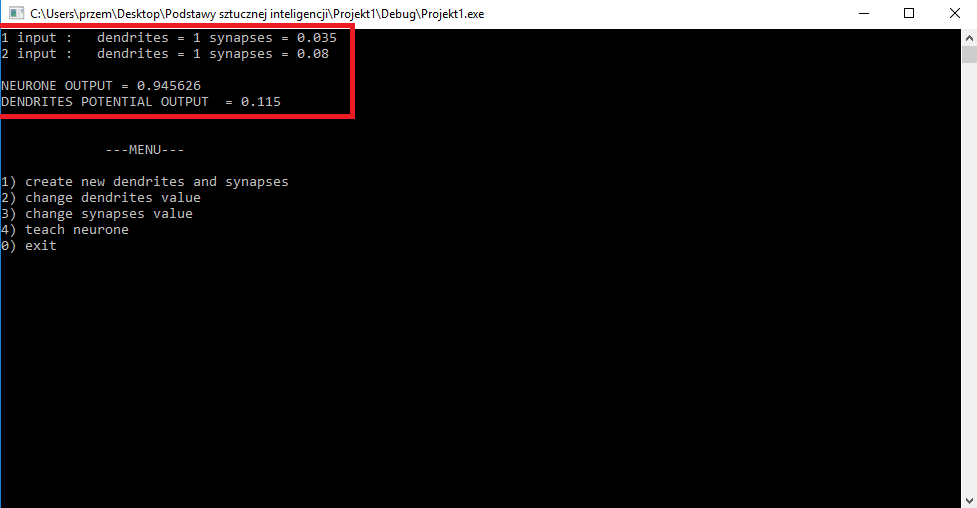 C:\Users\przem\Desktop\Podstawy sztucznej inteligencji\Projekt1\Debug\Projekt1.exe
1 input :   dendrites = 1 synapses = 0.035
2 input :   dendrites = 1 synapses = 0.08
NEURONE OUTPUT = 0.945626
DENDRITES POTENTIAL OUTPUT  = 0.115
---MENU---
1) create new dendrites and synapses
2) change dendrites value
3) change synapses value
4) teach neurone
0) exit